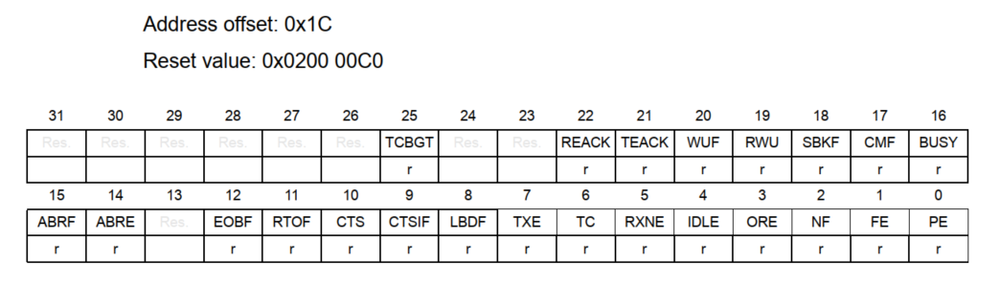 Address offset: 0x1C
Reset value: 0x0200 00C0
31 30 29 28 27 26 25 24 23 22 21 20 19 18 17 16
Res. Res. Res. Res. Res. Res. TCBGT Res. Res. REACK TEACK WUF RWU SBKF CMF BUSY
r r r r r r r r
15 14 13 12 11 10 9 8 7 6 5 4 3 2 1 0
ABRF ABRE Res. EOBF RTOF CTS CTSIF LBDF TXE TC RXNE IDLE ORE NF FE PE
r r r r r r r r r r r r r r r